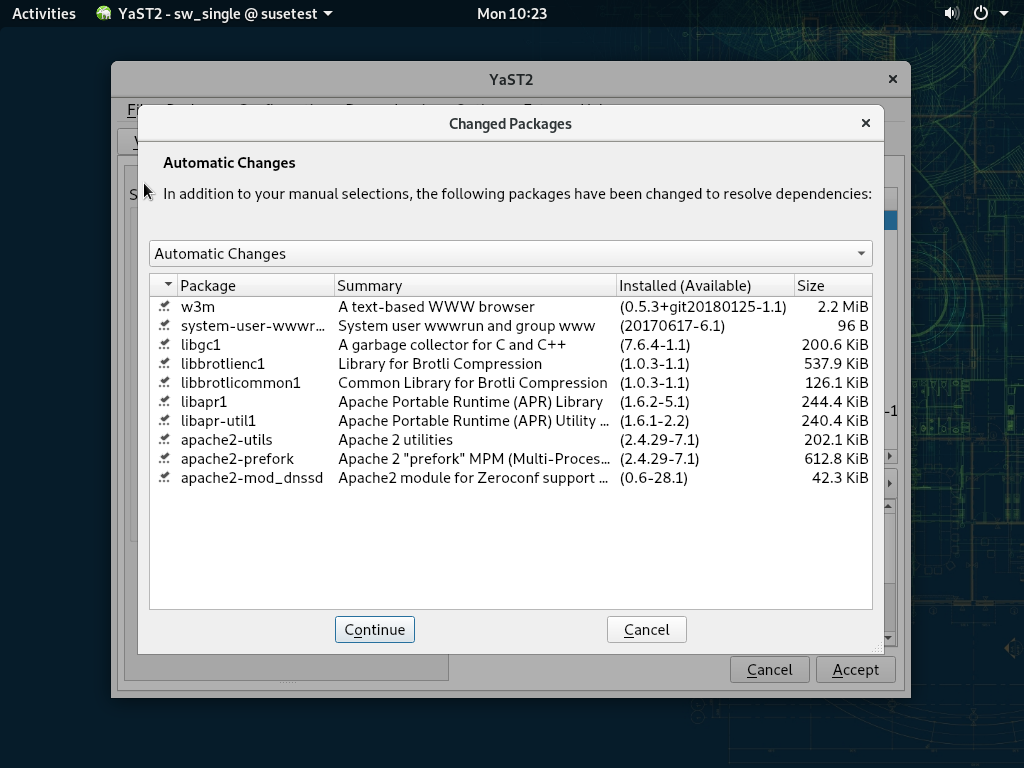 Activities YaST2 - sw_single @ susetest Mon 10:23
YaST2
Changed Packages
Automatic Changes
In addition to your manual selections, the following packages have been changed to resolve dependencies:
Automatic Changes
Package Summary Installed (Available) Size
w3m A text-based WWW browser (0.5.3+git20180125-1.1) 2.2 MiB
system-user-wwwr... System user wwwrun and group www (20170617-6.1) 96 B
libgc1 A garbage collector for C and C++ (7.6.4-1.1) 200.6 KiB
libbrotlienc1 Library for Brotli Compression (1.0.3-1.1) 537.9 KiB
libbrotlicommon1 Common Library for Brotli Compression (1.0.3-1.1) 126.1 KiB
libapr1 Apache Portable Runtime (APR) Library (1.6.2-5.1) 244.4 KiB
libapr-util1 Apache Portable Runtime (APR) Utility ... (1.6.1-2.2) 240.4 KiB
apache2-utils Apache 2 utilities (2.4.29-7.1) 202.1 KiB
apache2-prefork Apache 2 "prefork" MPM (Multi-Proces... (2.4.29-7.1) 612.8 KiB
apache2-mod_dnssd Apache2 module for Zeroconf support ... (0.6-28.1) 42.3 KiB
Continue Cancel
Cancel Accept